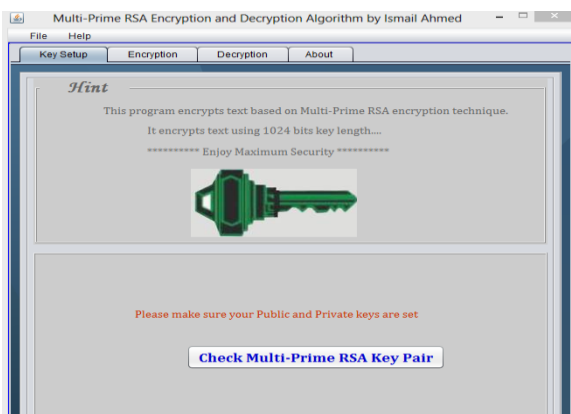 Multi-Prime RSA Encryption and Decryption Algorithm by Ismail Ahmed
File Help
Key Setup Encryption Decryption About
Hint
This program encrypts text based on Multi-Prime RSA encryption technique.
It encrypts text using 1024 bits key length....
********** Enjoy Maximum Security **********
Please make sure your Public and Private keys are set
Check Multi-Prime RSA Key Pair